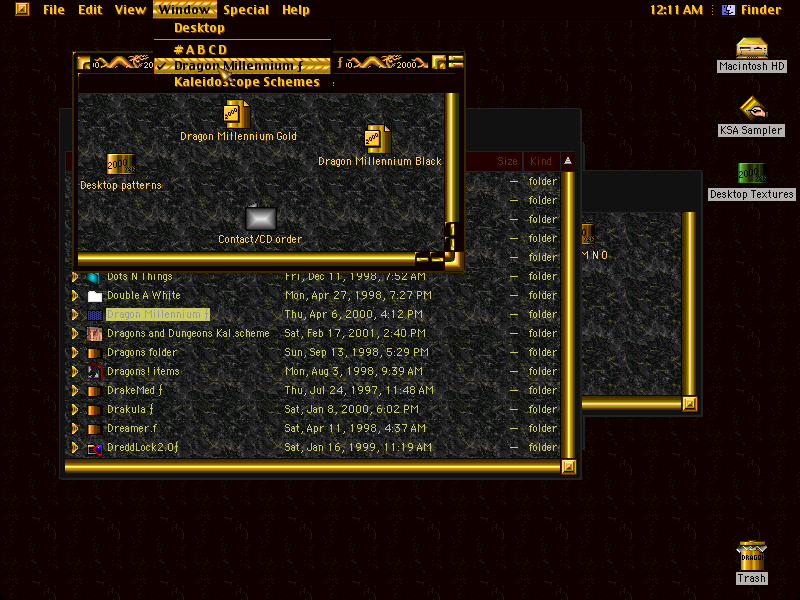 File Edit View Window Special Help 12:11 AM Finder
Desktop
#ABCD
✓ Dragon Millennium ƒ
Kaleidoscope Schemes
Macintosh HD
KSA Sampler
Desktop Textures
Trash
Dragon Millennium Gold
Dragon Millennium Black
Desktop patterns
Contact/CD order
Size Kind
— folder
— folder
— folder
— folder
— folder
M N O
Dots N Things Fri, Dec 11, 1998, 7:52 AM — folder
Double A White Mon, Apr 27, 1998, 7:27 PM — folder
Dragon Millennium ƒ Thu, Apr 6, 2000, 4:12 PM — folder
Dragons and Dungeons Kal.scheme Sat, Feb 17, 2001, 2:40 PM — folder
Dragons folder Sun, Sep 13, 1998, 5:29 PM — folder
Dragons! items Mon, Aug 3, 1998, 9:39 AM — folder
DrakeMed ƒ Thu, Jul 24, 1997, 11:48 AM — folder
Drakula ƒ Sat, Jan 8, 2000, 6:02 PM — folder
Dreamer.f Sat, Apr 11, 1998, 4:37 AM — folder
DreddLock2.0ƒ Sat, Jan 16, 1999, 11:19 AM — folder